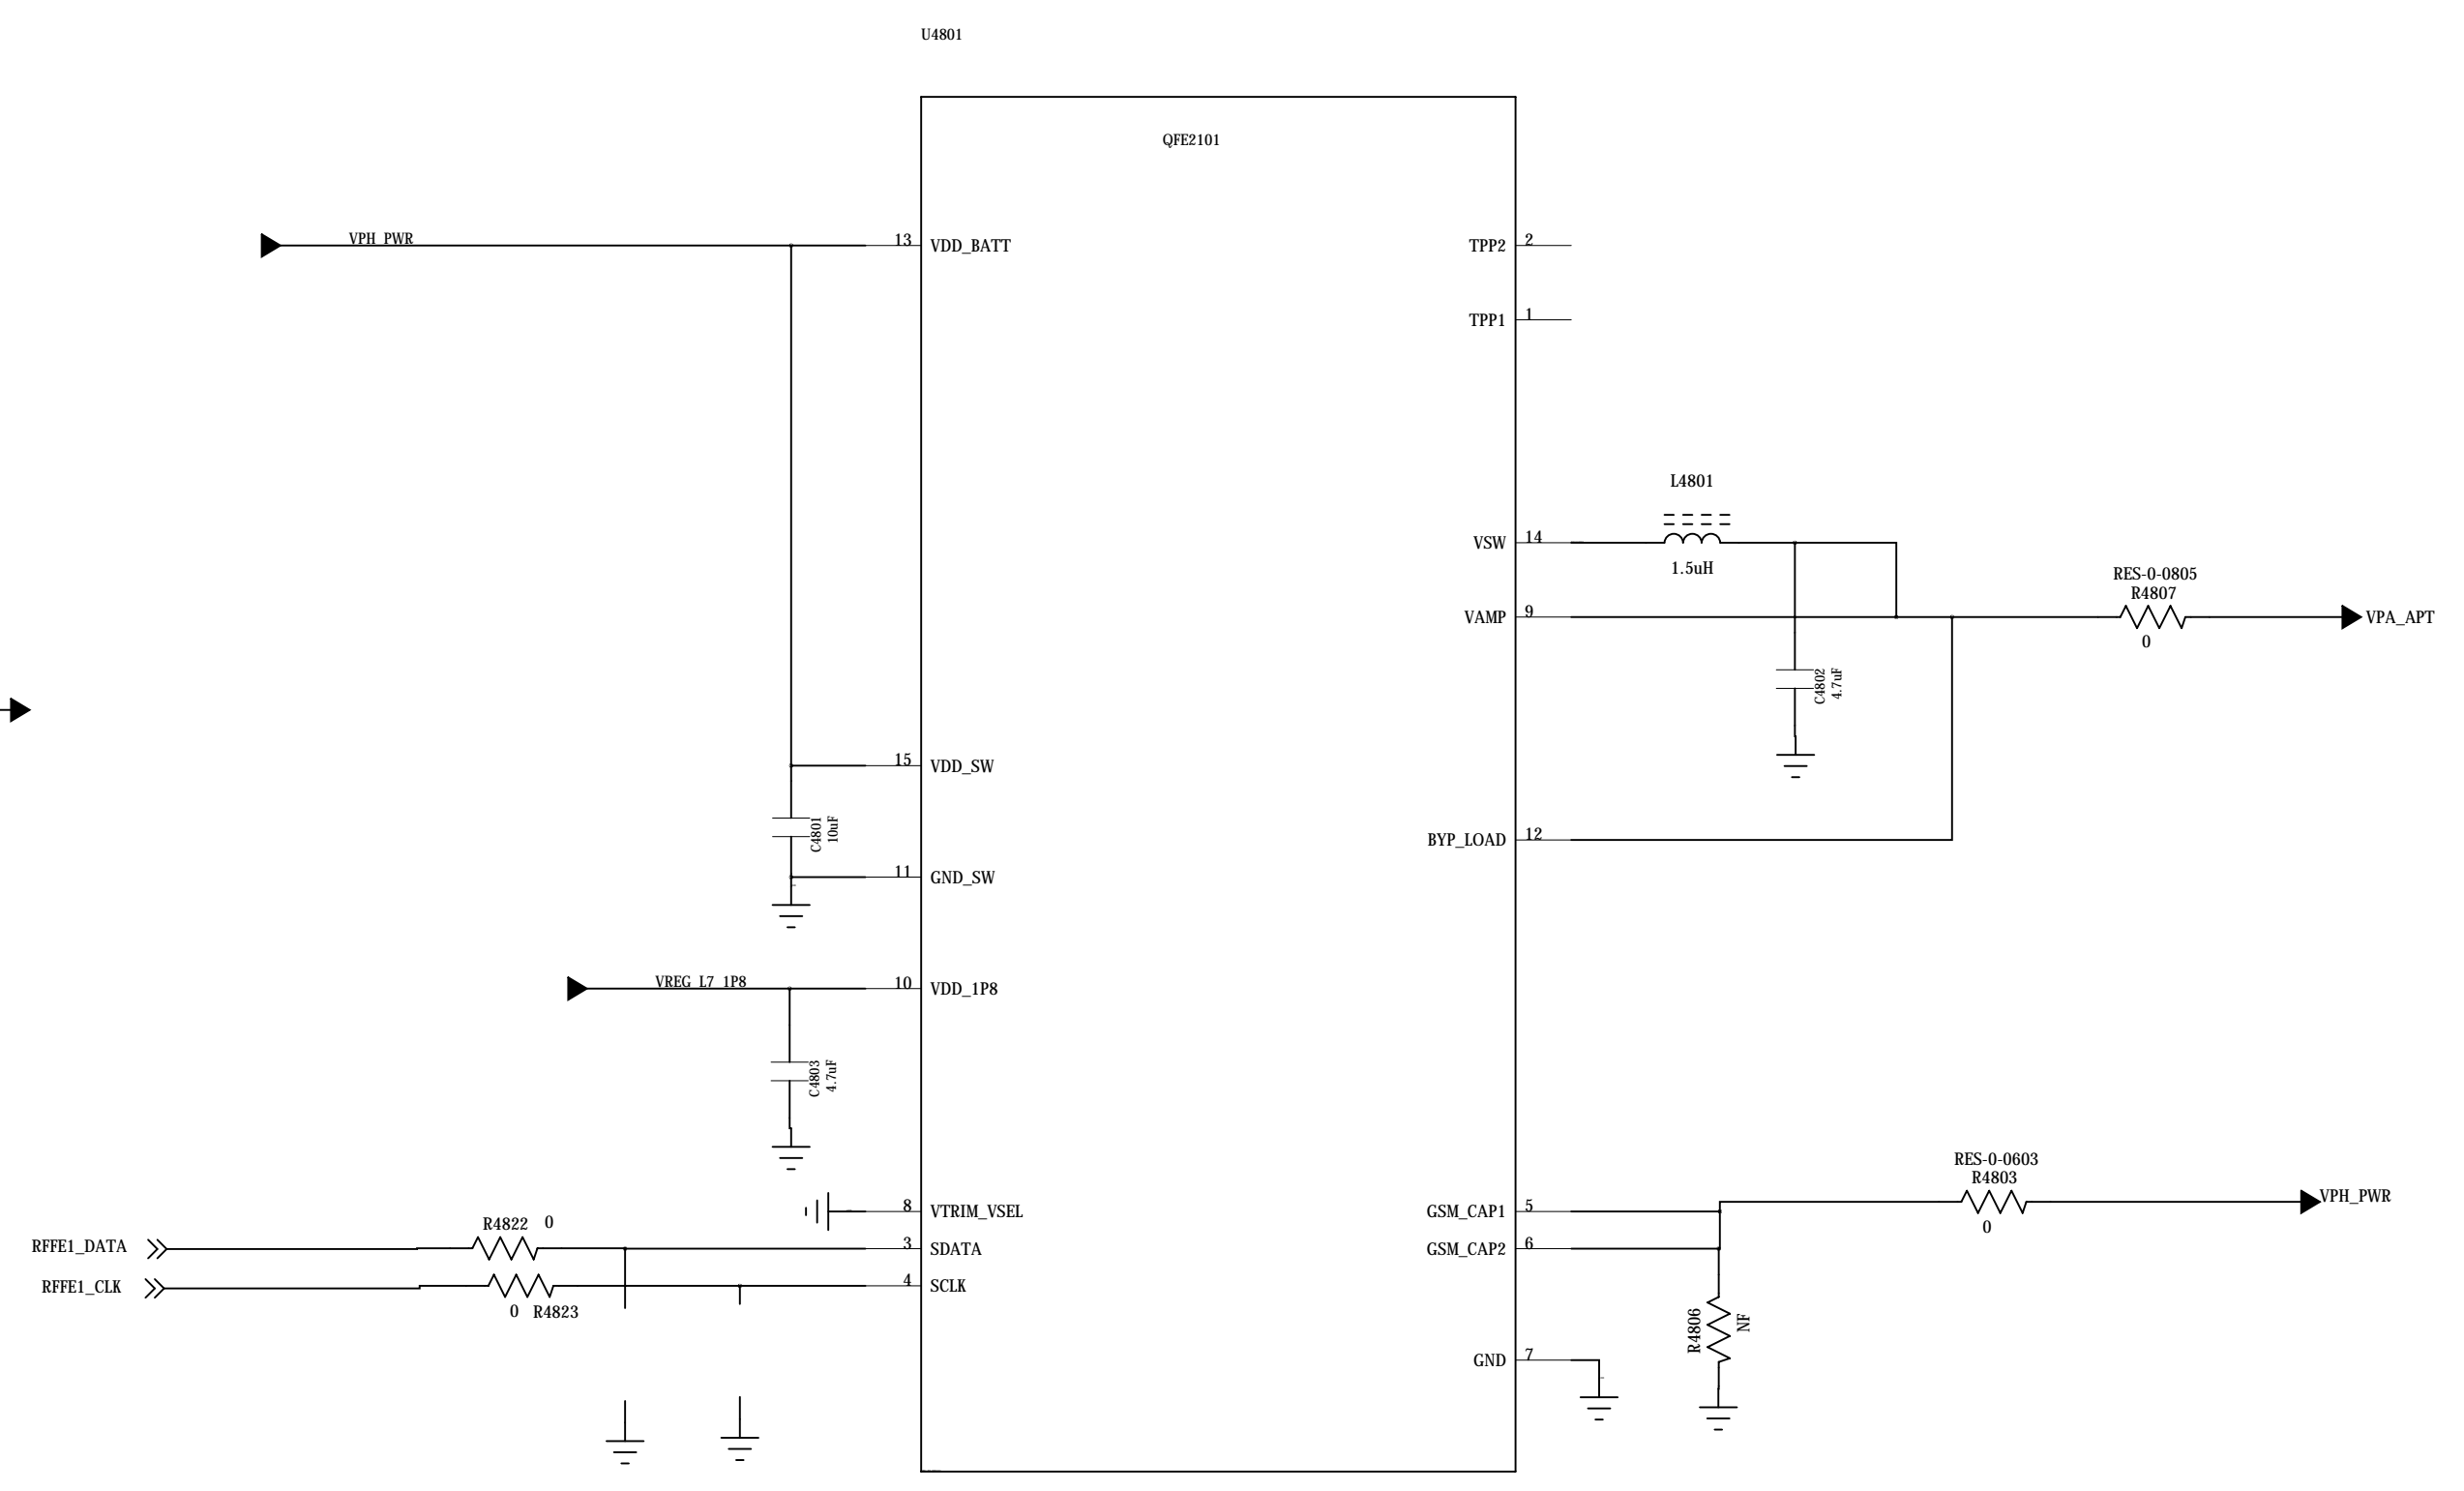 U4801
QFE2101
VPH_PWR
13
VDD_BATT
TPP2
2
TPP1
1
L4801
1.5uH
VSW
14
RES-0-0805
R4807
0
VPA_APT
VAMP
9
C4802
4.7uF
15
VDD_SW
C4801
10uF
BYP_LOAD
12
11
GND_SW
VREG_L7_1P8
10
VDD_1P8
C4803
4.7uF
RES-0-0603
R4803
0
VPH_PWR
8
VTRIM_VSEL
GSM_CAP1
5
R4822
0
RFFE1_DATA
3
SDATA
GSM_CAP2
6
RFFE1_CLK
0
R4823
4
SCLK
R4806
NF
GND
7